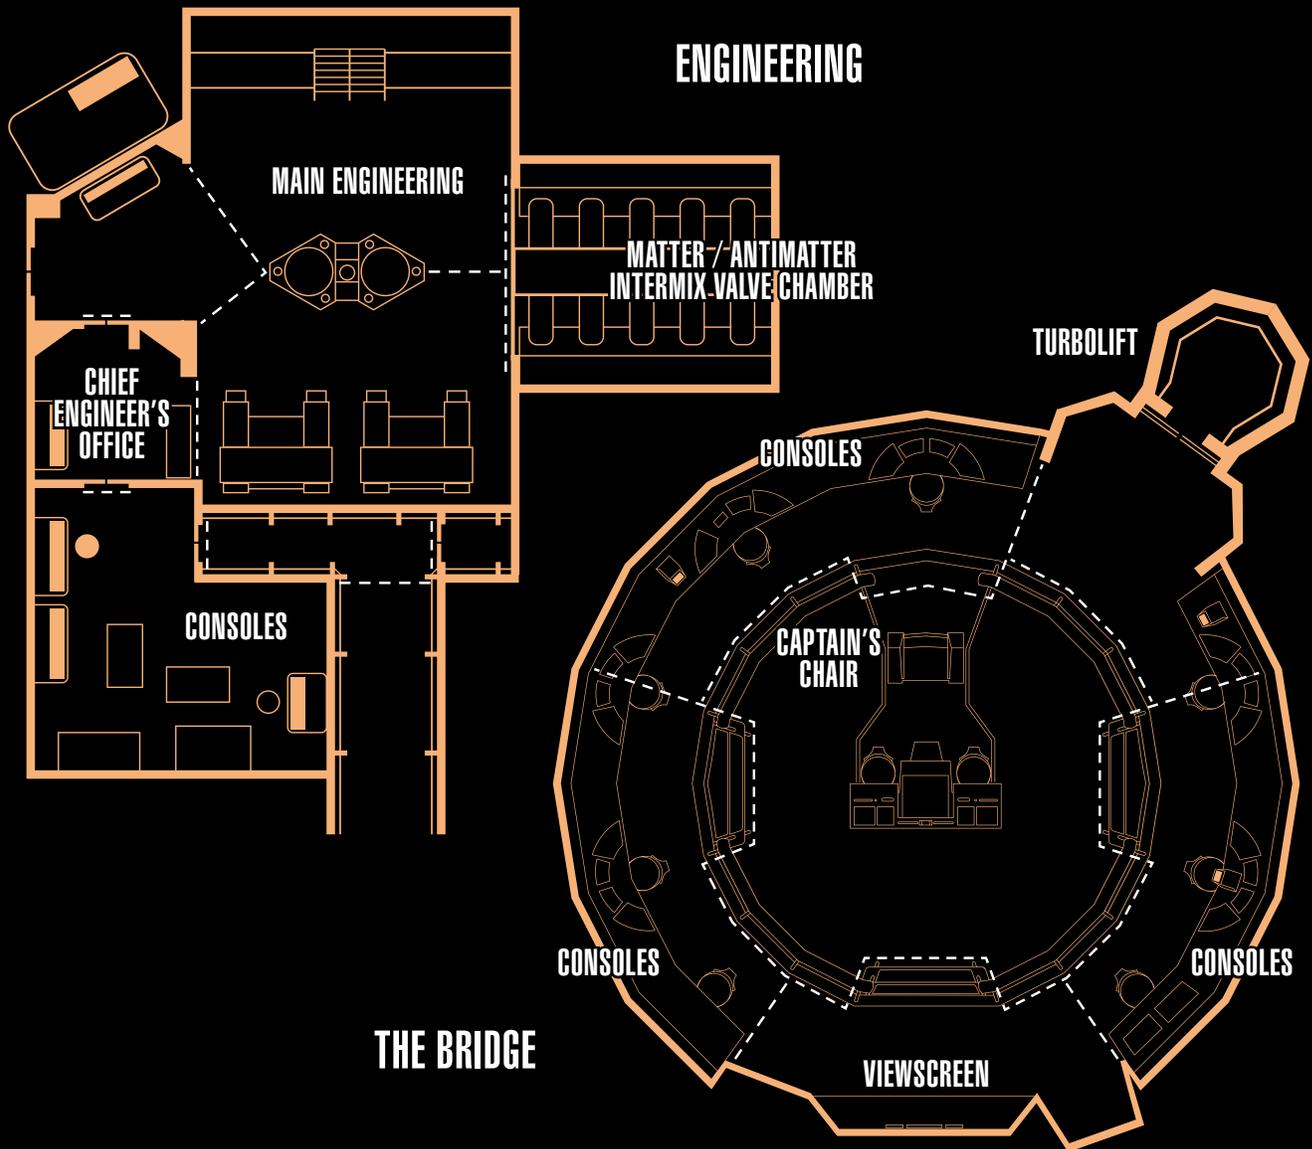 ENGINEERING
MAIN ENGINEERING
MATTER / ANTIMATTER
INTERMIX VALVE CHAMBER
TURBOLIFT
CHIEF
ENGINEER'S
OFFICE
CONSOLES
CONSOLES
CAPTAIN'S
CHAIR
CONSOLES
CONSOLES
THE BRIDGE
VIEWSCREEN